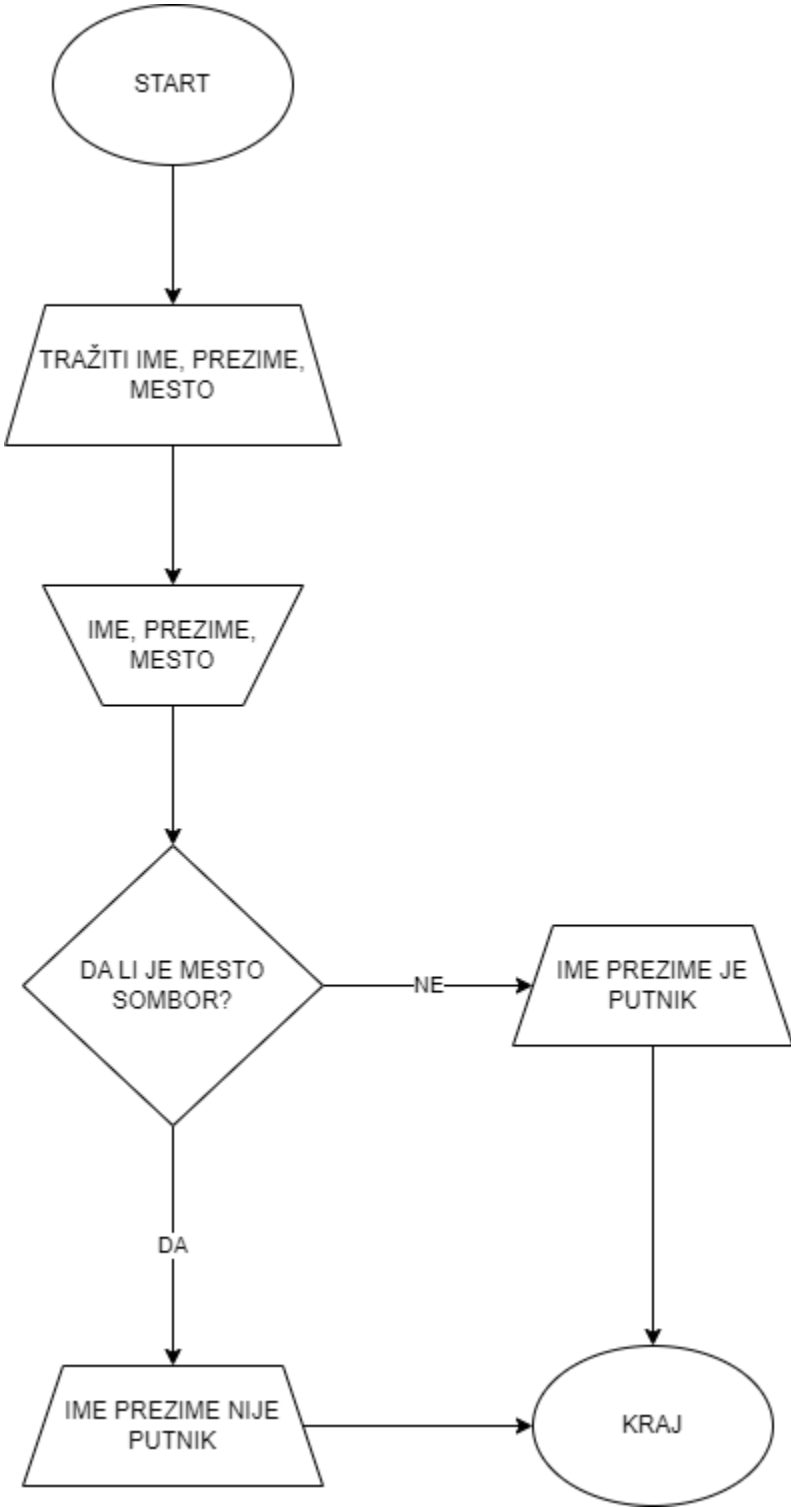 START
TRAŽITI IME, PREZIME,
MESTO
IME, PREZIME,
MESTO
DA LI JE MESTO
SOMBOR?
NE
IME PREZIME JE
PUTNIK
DA
IME PREZIME NIJE
PUTNIK
KRAJ